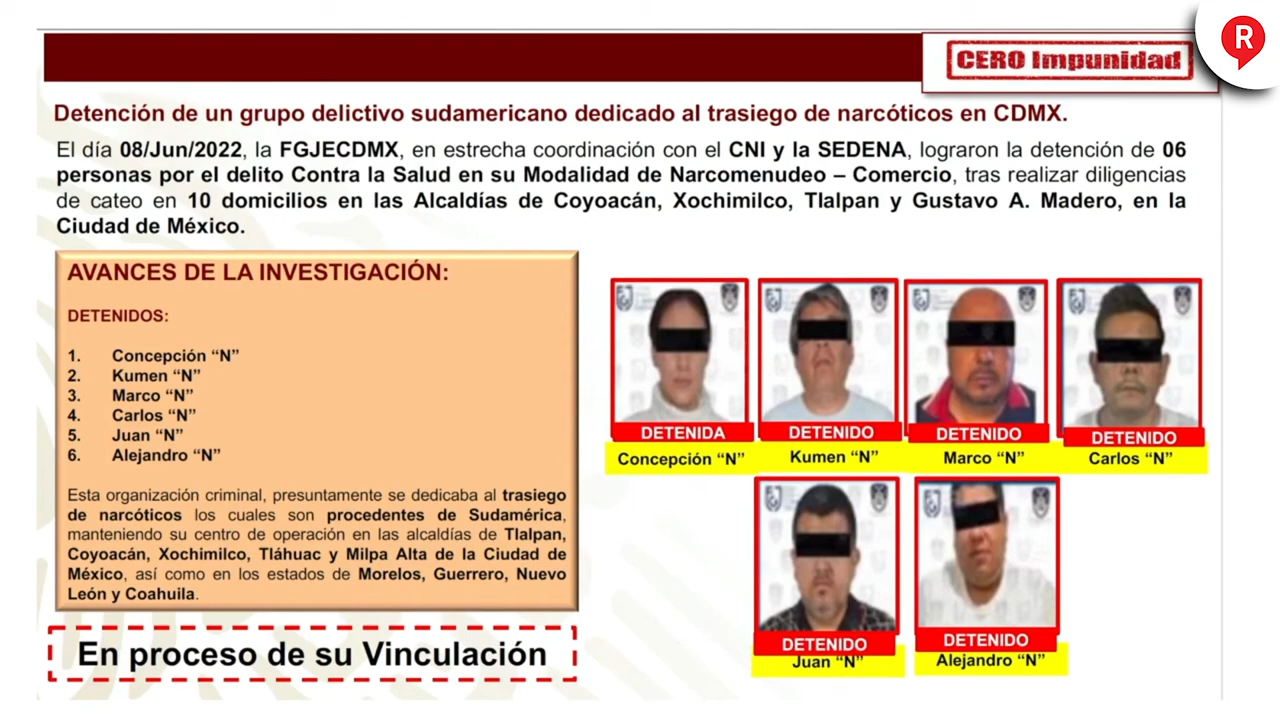 R
CERO Impunidad
Detención de un grupo delictivo sudamericano dedicado al trasiego de narcóticos en CDMX.
El día 08/Jun/2022, la FGJECDMX, en estrecha coordinación con el CNI y la SEDENA, lograron la detención de 06
personas por el delito Contra la Salud en su Modalidad de Narcomenudeo – Comercio, tras realizar diligencias
de cateo en 10 domicilios en las Alcaldías de Coyoacán, Xochimilco, Tlalpan y Gustavo A. Madero, en la
Ciudad de México.
AVANCES DE LA INVESTIGACIÓN:
DETENIDOS:
1. Concepción “N”
2. Kumen “N”
3. Marco “N”
4. Carlos “N”
5. Juan “N”
6. Alejandro “N”
Esta organización criminal, presuntamente se dedicaba al trasiego
de narcóticos los cuales son procedentes de Sudamérica,
manteniendo su centro de operación en las alcaldías de Tlalpan,
Coyoacán, Xochimilco, Tláhuac y Milpa Alta de la Ciudad de
México, así como en los estados de Morelos, Guerrero, Nuevo
León y Coahuila.
En proceso de su Vinculación
DETENIDA
Concepción “N”
DETENIDO
Kumen “N”
DETENIDO
Marco “N”
DETENIDO
Carlos “N”
DETENIDO
Juan “N”
DETENIDO
Alejandro “N”